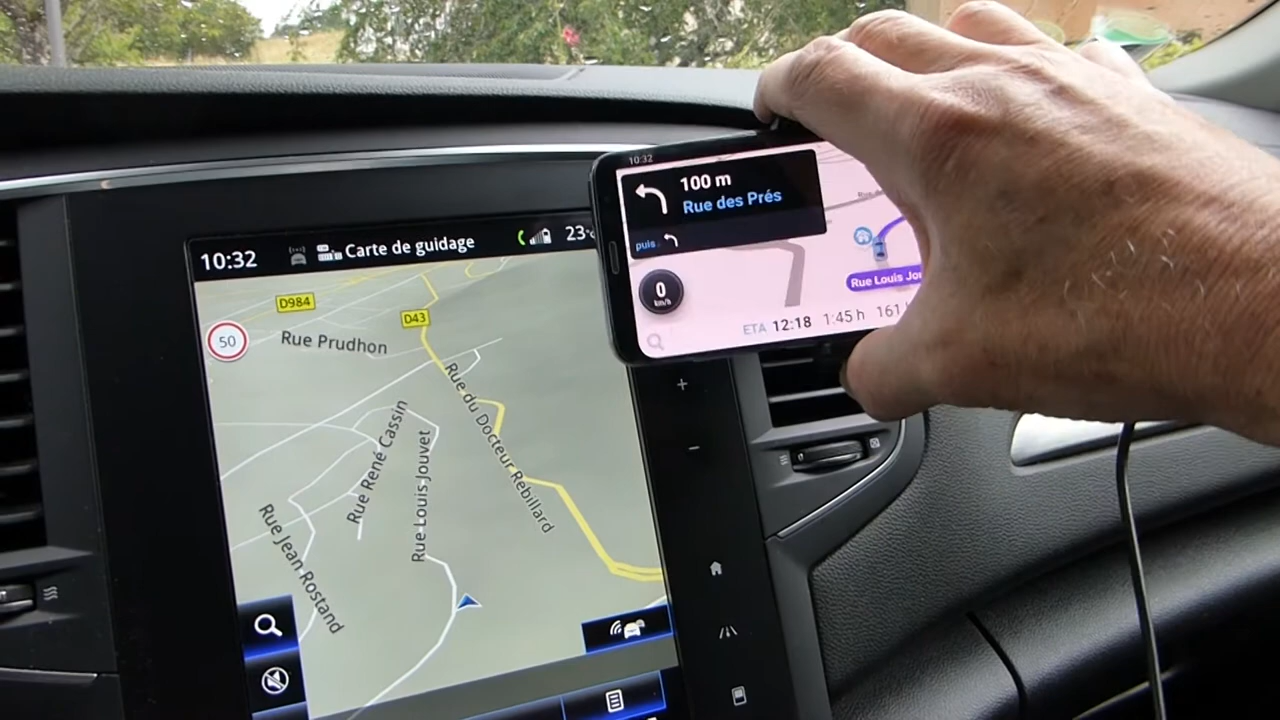 10:32
Carte de guidage
23°
D984
D43
50
Rue Prudhon
Rue du Docteur Rebillard
Rue René Cassin
Rue Louis Jouvet
Rue Jean Rostand
10:32
100 m
Rue des Prés
puis
0
km/h
Rue Louis Jou
ETA 12:18 1:45 h 161
+
-